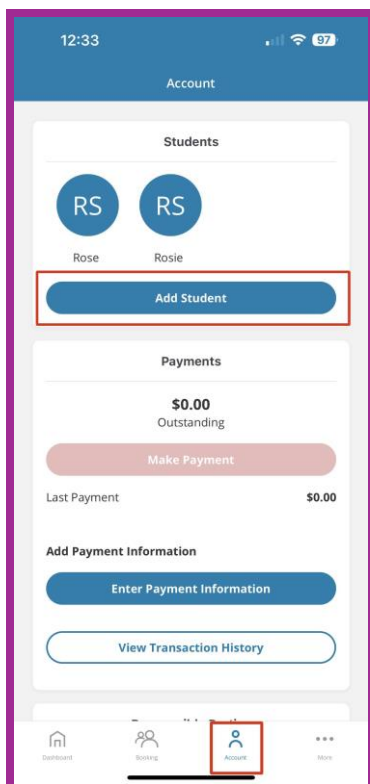 12:33 97
Account
Students
RS RS
Rose Rosie
Add Student
Payments
$0.00
Outstanding
Make Payment
Last Payment $0.00
Add Payment Information
Enter Payment Information
View Transaction History
Dashboard Booking Account More